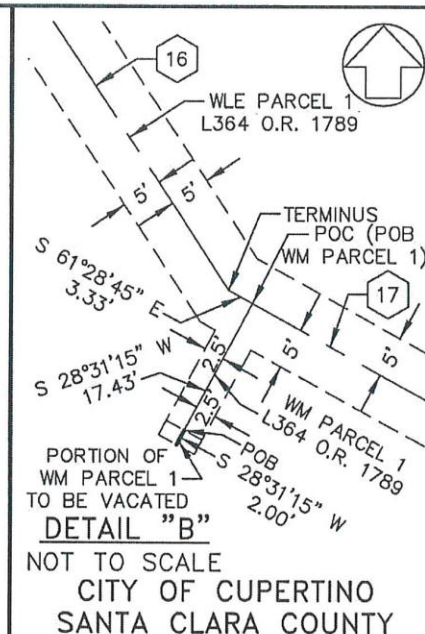 16
WLE PARCEL 1
L364 O.R. 1789
5'
5'
TERMINUS
POC (POB
WM PARCEL 1)
S 61°28'45" E
3.33'
17
5'
5'
2.5'
S 28°31'15" W
17.43'
2.5'
WM PARCEL 1
L364 O.R. 1789
POB
S 28°31'15" W
2.00'
PORTION OF
WM PARCEL 1
TO BE VACATED
DETAIL "B"
NOT TO SCALE
CITY OF CUPERTINO
SANTA CLARA COUNTY